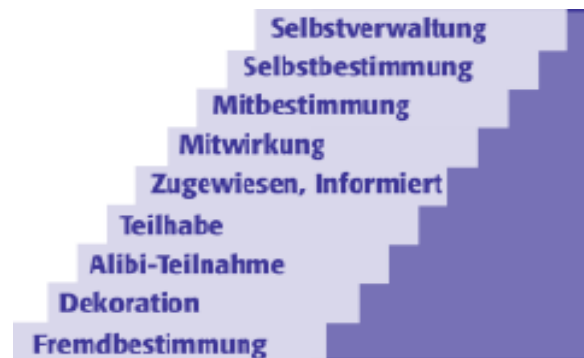 Selbstverwaltung
Selbstbestimmung
Mitbestimmung
Mitwirkung
Zugewiesen, Informiert
Teilhabe
Alibi-Teilnahme
Dekoration
Fremdbestimmung